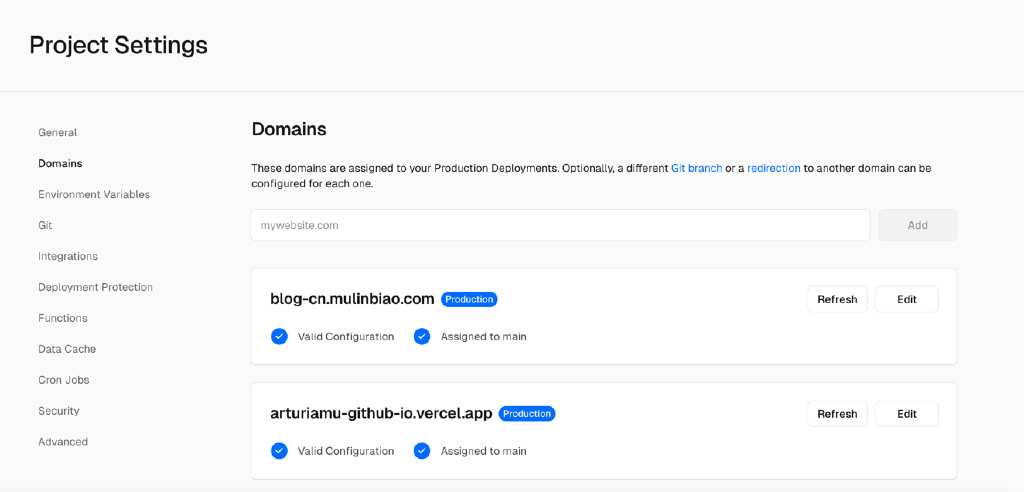 Project Settings
General
Domains
Environment Variables
Git
Integrations
Deployment Protection
Functions
Data Cache
Cron Jobs
Security
Advanced
Domains
These domains are assigned to your Production Deployments. Optionally, a different Git branch or a redirection to another domain can be
configured for each one.
mywebsite.com Add
blog-cn.mulinbiao.com Production Refresh Edit
Valid Configuration Assigned to main
arturiamu-github-io.vercel.app Production Refresh Edit
Valid Configuration Assigned to main